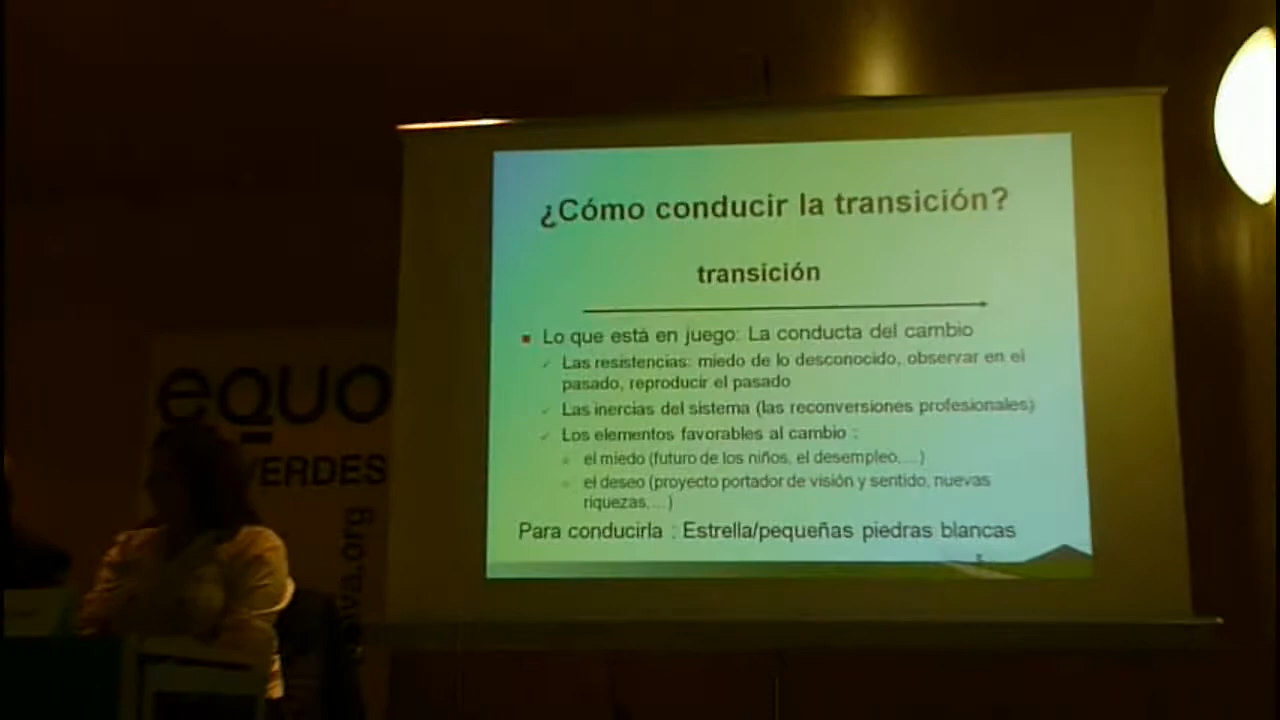 ¿Cómo conducir la transición?
transición
Lo que está en juego: La conducta del cambio
Las resistencias: miedo de lo desconocido, observar en el
pasado, reproducir el pasado
Las inercias del sistema (las reconversiones profesionales)
Los elementos favorables al cambio :
el miedo (futuro de los niños, el desempleo,...)
el deseo (proyecto portador de visión y sentido, nuevas
riquezas,...)
Para conducirla : Estrella/pequeñas piedras blancas
eQUO
VERDES